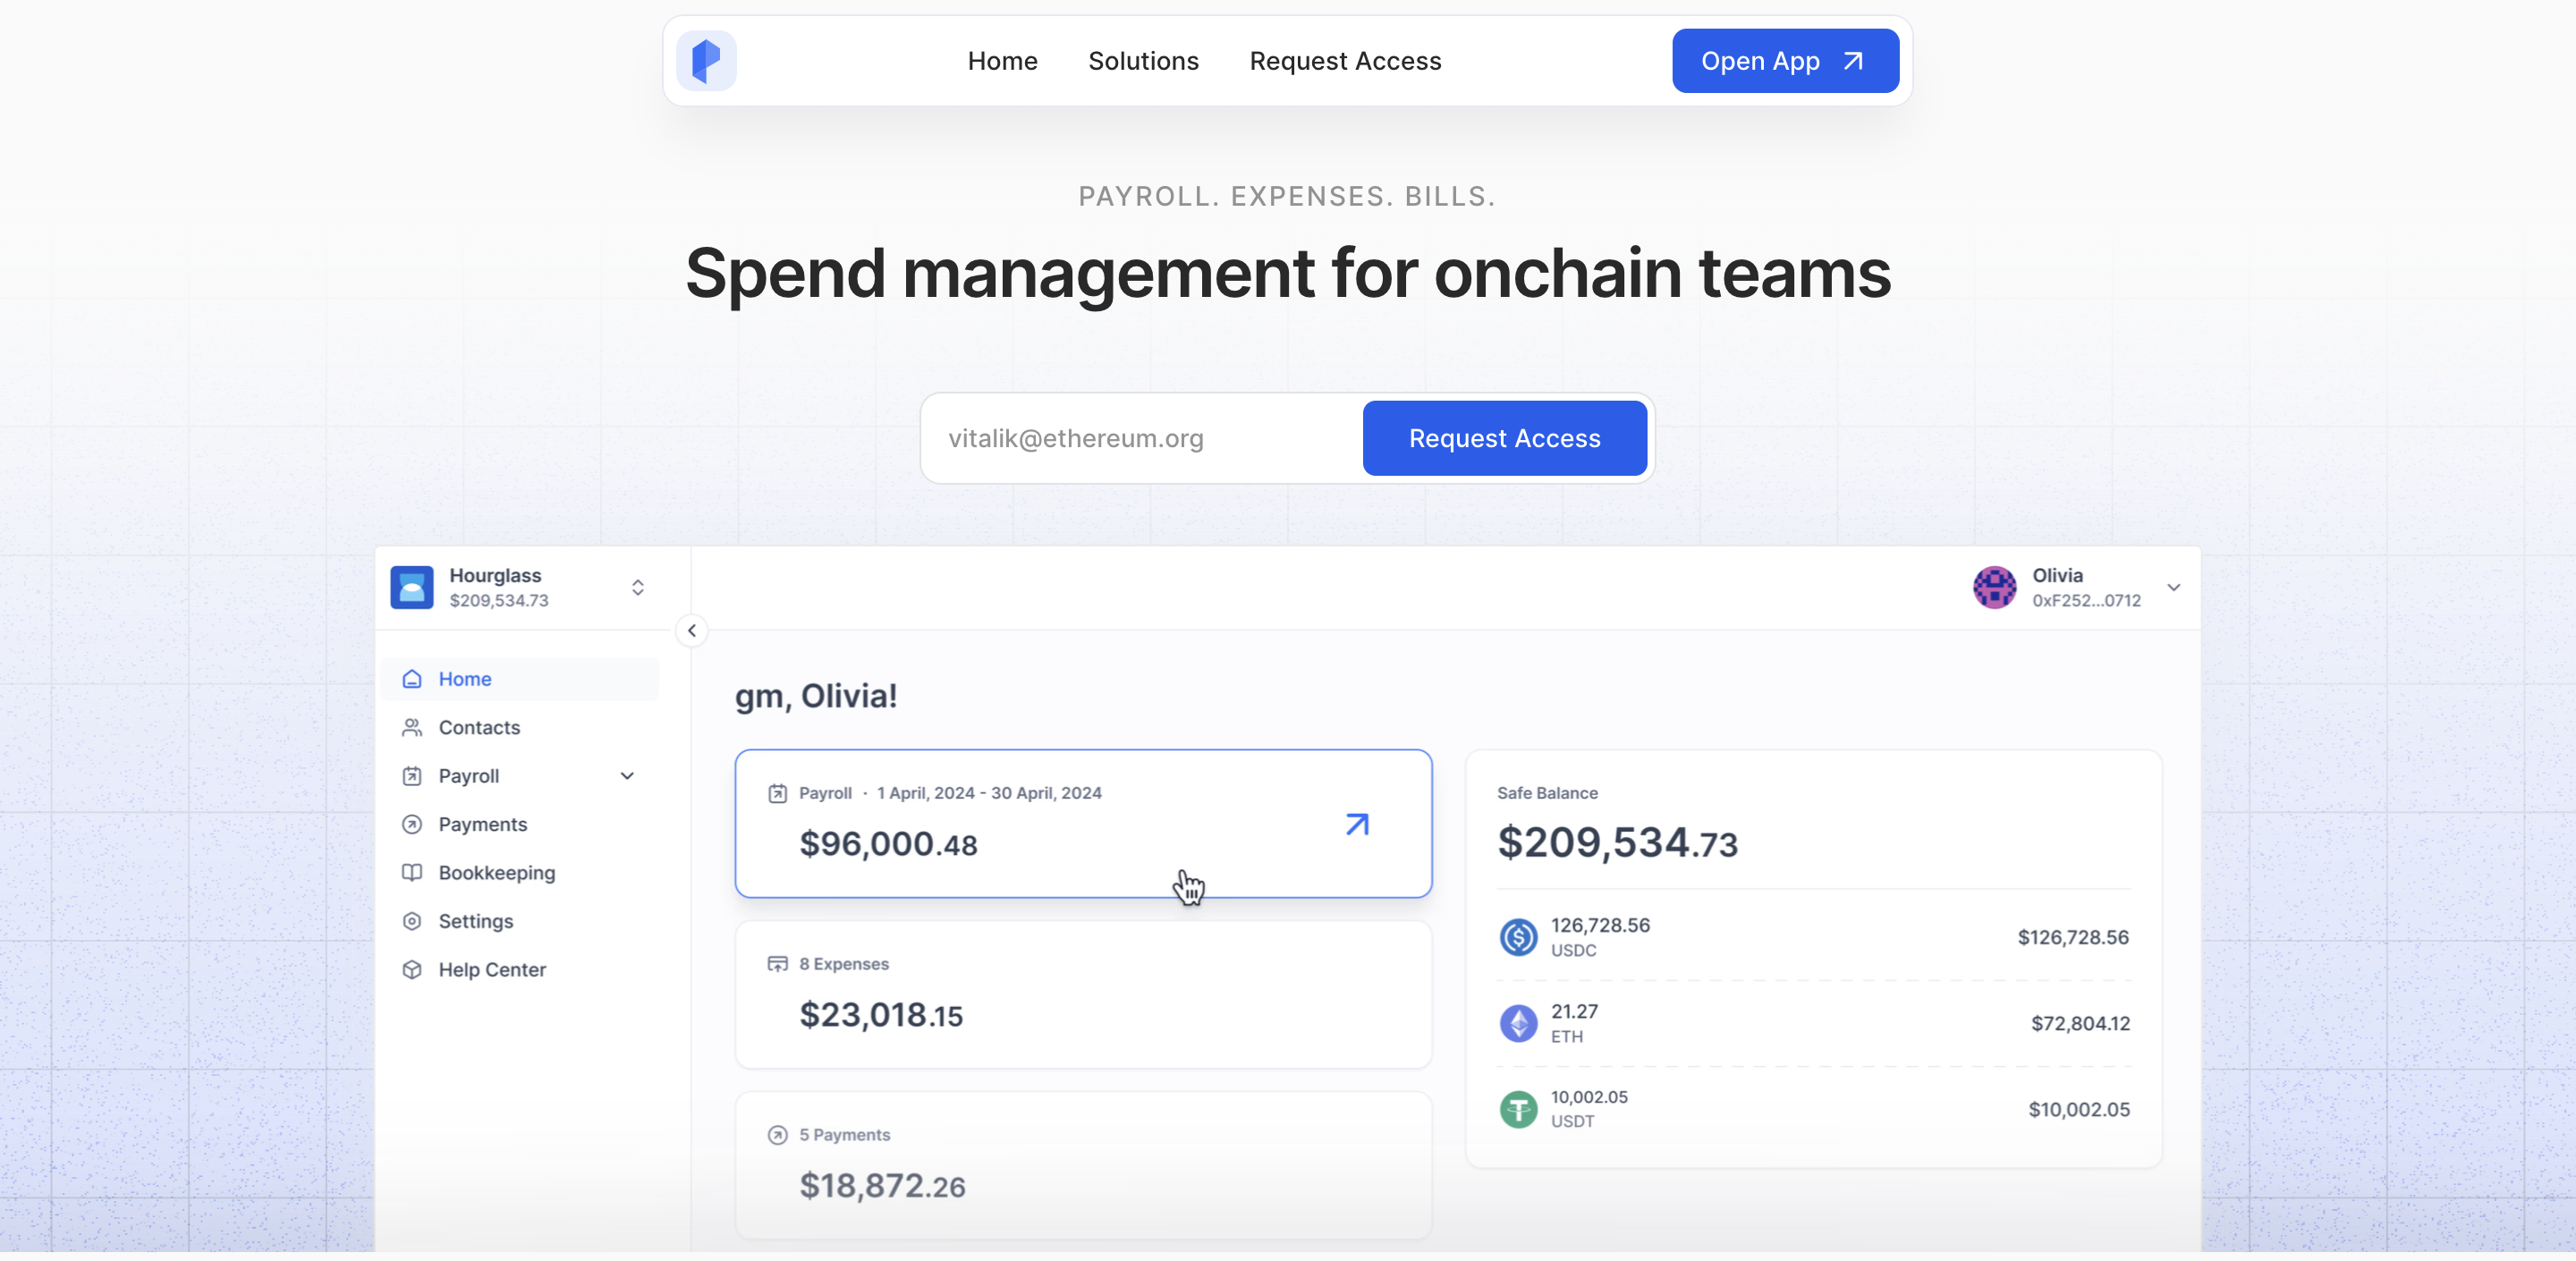 Home Solutions Request Access Open App
PAYROLL. EXPENSES. BILLS.
Spend management for onchain teams
vitalik@ethereum.org Request Access
Hourglass
$209,534.73
Olivia
0xF252...0712
Home
Contacts
Payroll
Payments
Bookkeeping
Settings
Help Center
gm, Olivia!
Payroll · 1 April, 2024 - 30 April, 2024
$96,000.48
8 Expenses
$23,018.15
5 Payments
$18,872.26
Safe Balance
$209,534.73
126,728.56
USDC
$126,728.56
21.27
ETH
$72,804.12
10,002.05
USDT
$10,002.05